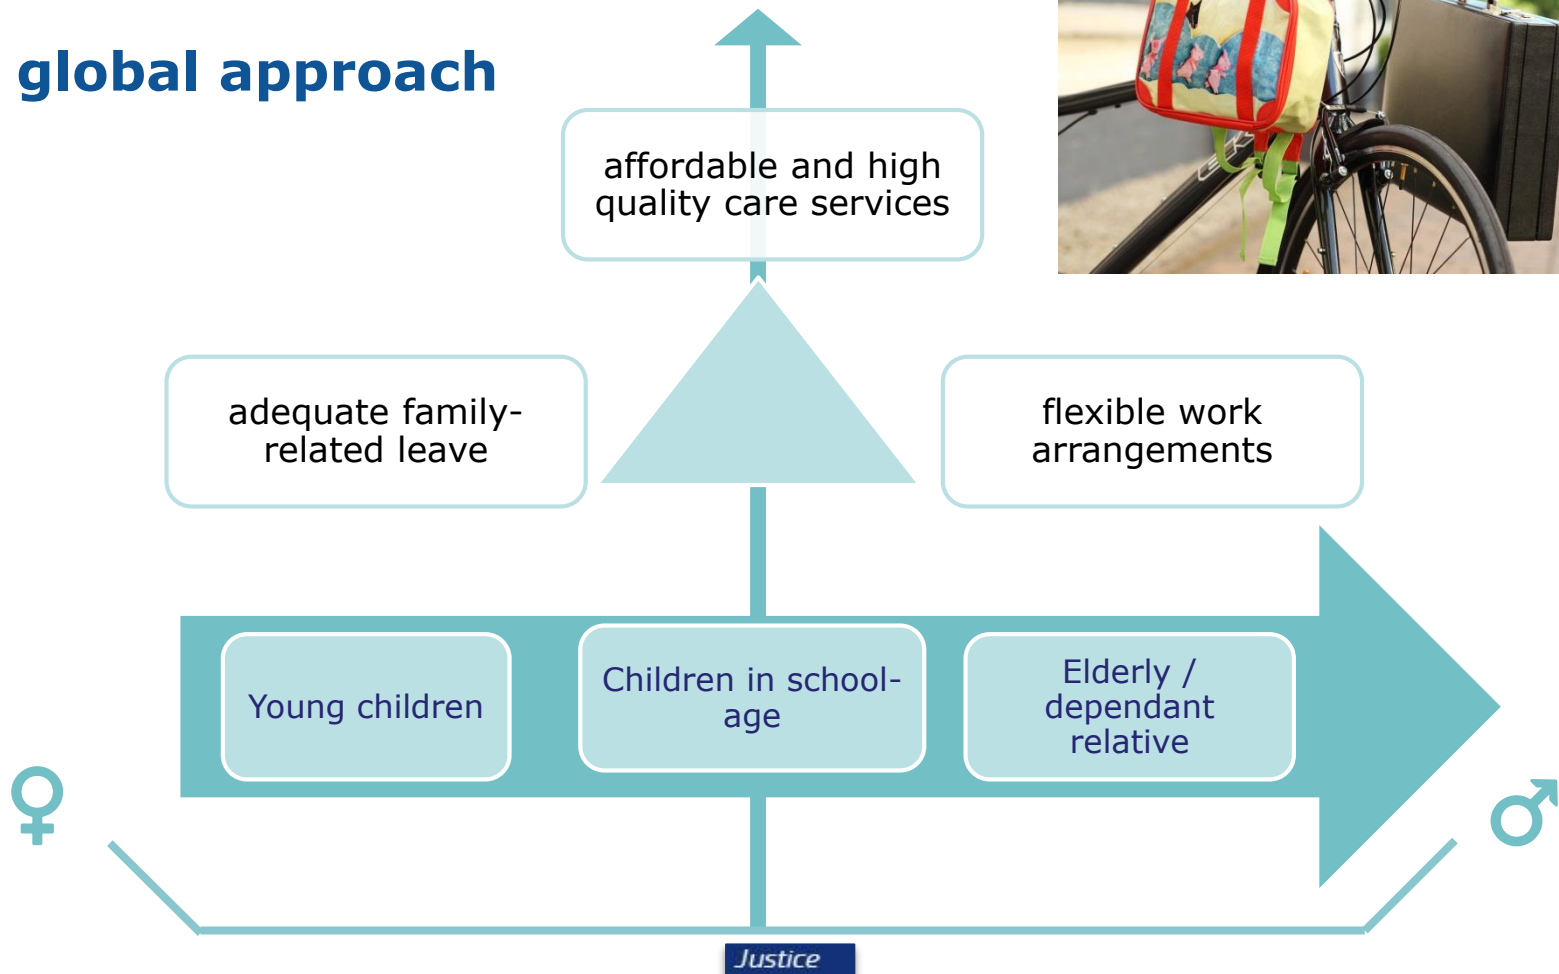 global approach
affordable and high
quality care services
adequate family-
related leave
flexible work
arrangements
Young children
Children in school-
age
Elderly /
dependant
relative
Justice